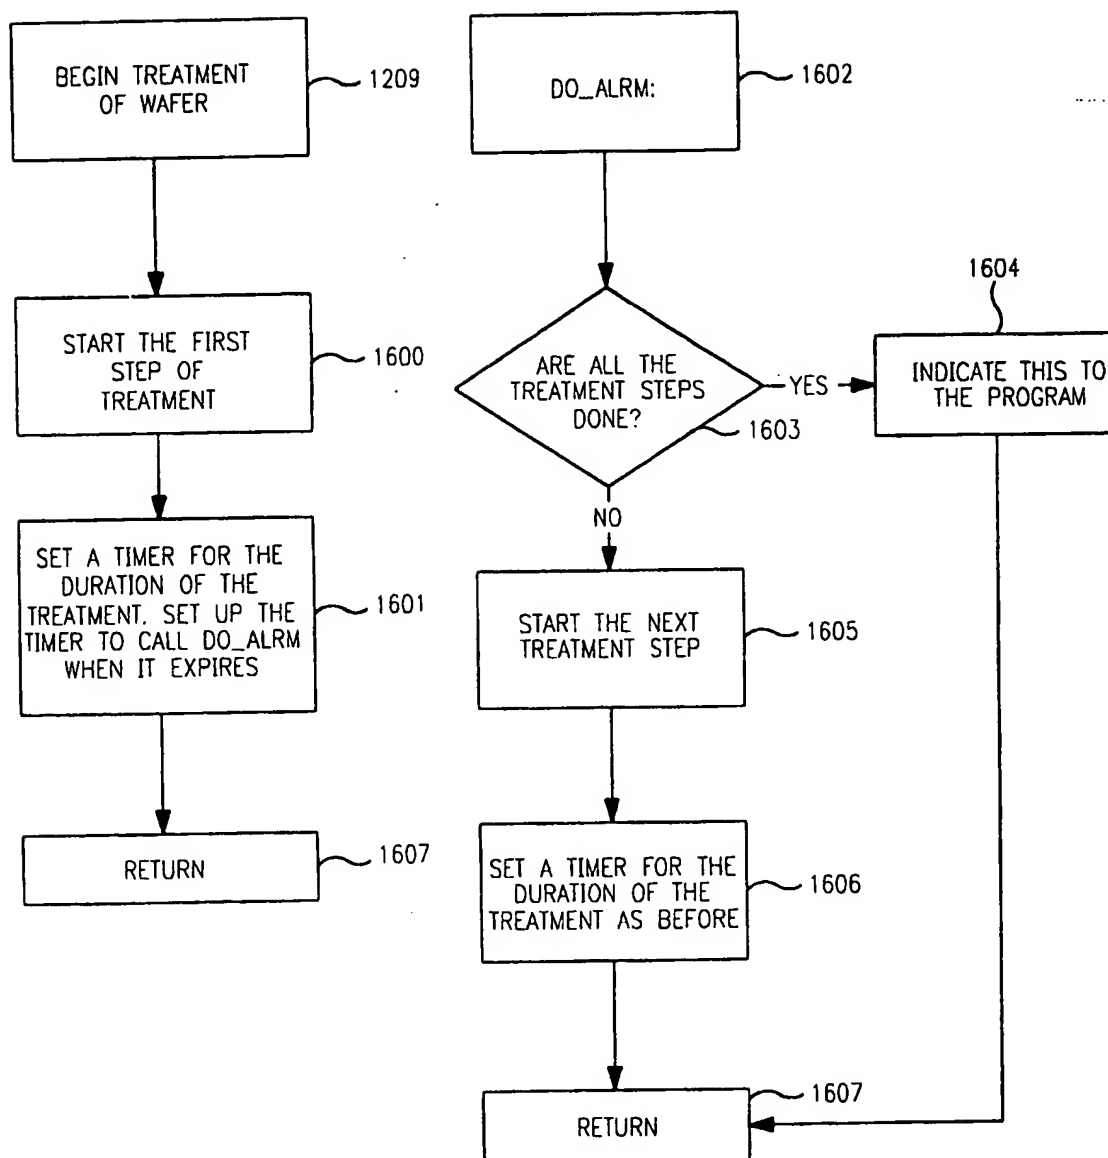 BEGIN TREATMENT
OF WAFER
1209
START THE FIRST
STEP OF
TREATMENT
1600
SET A TIMER FOR THE
DURATION OF THE
TREATMENT. SET UP THE
TIMER TO CALL DO_ALRM
WHEN IT EXPIRES
1601
RETURN
1607
DO_ALRM:
1602
ARE ALL THE
TREATMENT STEPS
DONE?
1603
YES
1604
INDICATE THIS TO
THE PROGRAM
NO
START THE NEXT
TREATMENT STEP
1605
SET A TIMER FOR THE
DURATION OF THE
TREATMENT AS BEFORE
1606
RETURN
1607